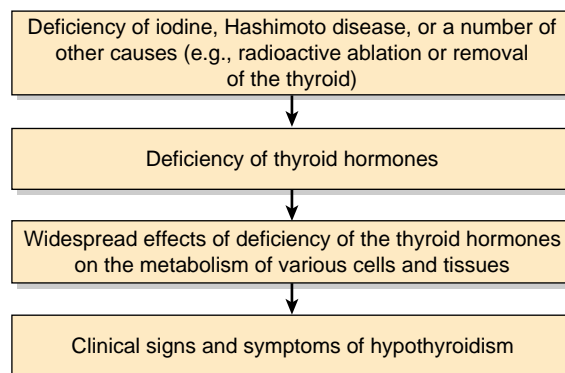 Deficiency of iodine, Hashimoto disease, or a number of
other causes (e.g., radioactive ablation or removal
of the thyroid)
Deficiency of thyroid hormones
Widespread effects of deficiency of the thyroid hormones
on the metabolism of various cells and tissues
Clinical signs and symptoms of hypothyroidism